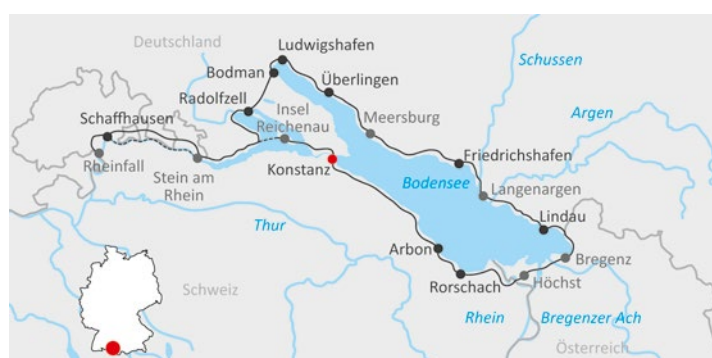 Deutschland
Ludwigshafen
Schussen
Bodman
Überlingen
Radolfzell
Insel
Reichenau
Meersburg
Argen
Schaffhausen
Rheinfall
Stein am
Rhein
Konstanz
Friedrichshafen
Bodensee
Langenargen
Thur
Lindau
Arbon
Bregenz
Rorschach
Höchst
Schweiz
Rhein
Bregenzer Ach
Österreich